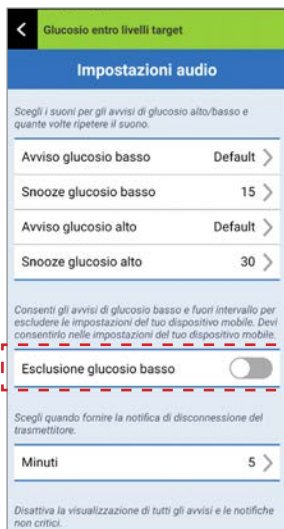 Glucosio entro livelli target
Impostazioni audio
Scegli i suoni per gli avvisi di glucosio alto/basso e
quante volte ripetere il suono.
Avviso glucosio basso Default
Snooze glucosio basso 15
Avviso glucosio alto Default
Snooze glucosio alto 30
Consenti gli avvisi di glucosio basso e fuori intervallo per
escludere le impostazioni del tuo dispositivo mobile. Devi
consentirlo nelle impostazioni del tuo dispositivo mobile.
Esclusione glucosio basso
Scegli quando fornire la notifica di disconnessione del
trasmettitore.
Minuti 5
Disattiva la visualizzazione di tutti gli avvisi e le notifiche
non critici.